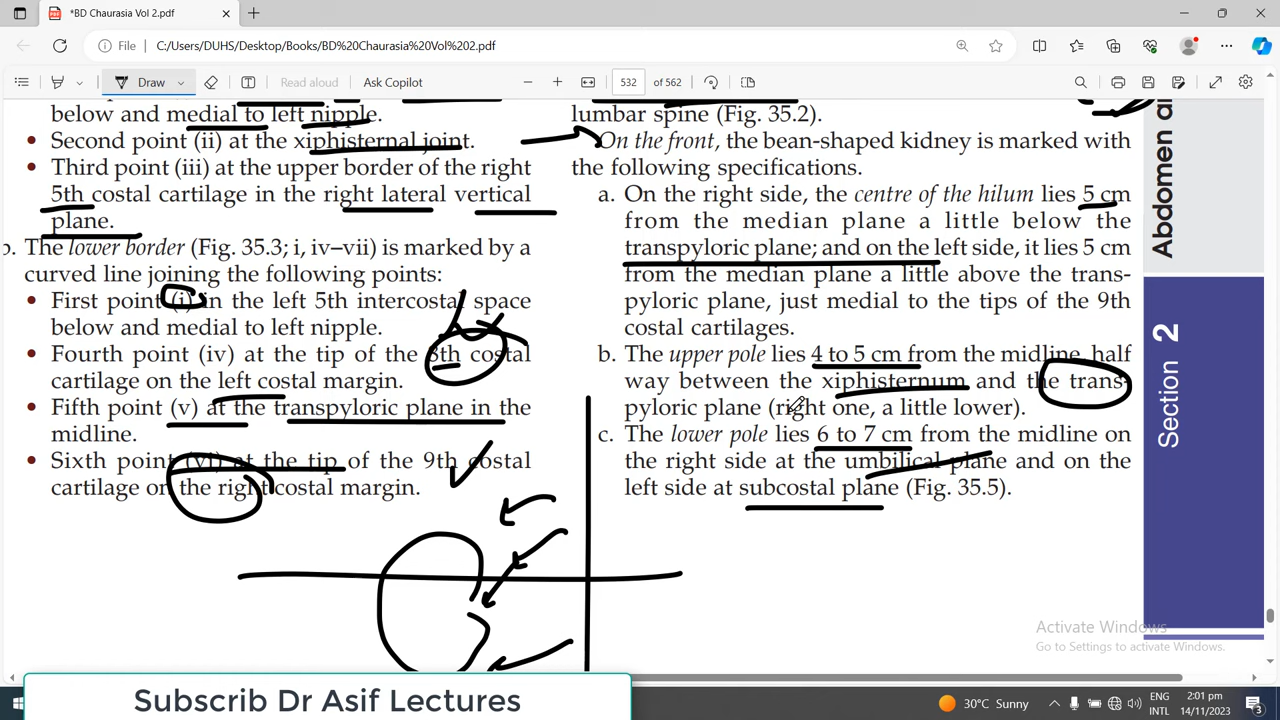 *BD Chaurasia Vol 2.pdf
File
C:/Users/DUHS/Desktop/Books/BD%20Chaurasia%20Vol%202.pdf
Draw
Read aloud
Ask Copilot
532 of 562
below and medial to left nipple.
• Second point (ii) at the xiphisternal joint.
• Third point (iii) at the upper border of the right
5th costal cartilage in the right lateral vertical
plane.
b. The lower border (Fig. 35.3; i, iv–vii) is marked by a
curved line joining the following points:
• First point (i) in the left 5th intercostal space
below and medial to left nipple.
• Fourth point (iv) at the tip of the 8th costal
cartilage on the left costal margin.
• Fifth point (v) at the transpyloric plane in the
midline.
• Sixth point (vi) at the tip of the 9th costal
cartilage on the right costal margin.
lumbar spine (Fig. 35.2).
On the front, the bean-shaped kidney is marked with
the following specifications.
a. On the right side, the centre of the hilum lies 5 cm
from the median plane a little below the
transpyloric plane; and on the left side, it lies 5 cm
from the median plane a little above the trans-
pyloric plane, just medial to the tips of the 9th
costal cartilages.
b. The upper pole lies 4 to 5 cm from the midline, half
way between the xiphisternum and the trans-
pyloric plane (right one, a little lower).
c. The lower pole lies 6 to 7 cm from the midline on
the right side at the umbilical plane and on the
left side at subcostal plane (Fig. 35.5).
Abdomen a
Section 2
Activate Windows
Go to Settings to activate Windows.
Subscrib Dr Asif Lectures
30°C Sunny
ENG
INTL
2:01 pm
14/11/2023
3